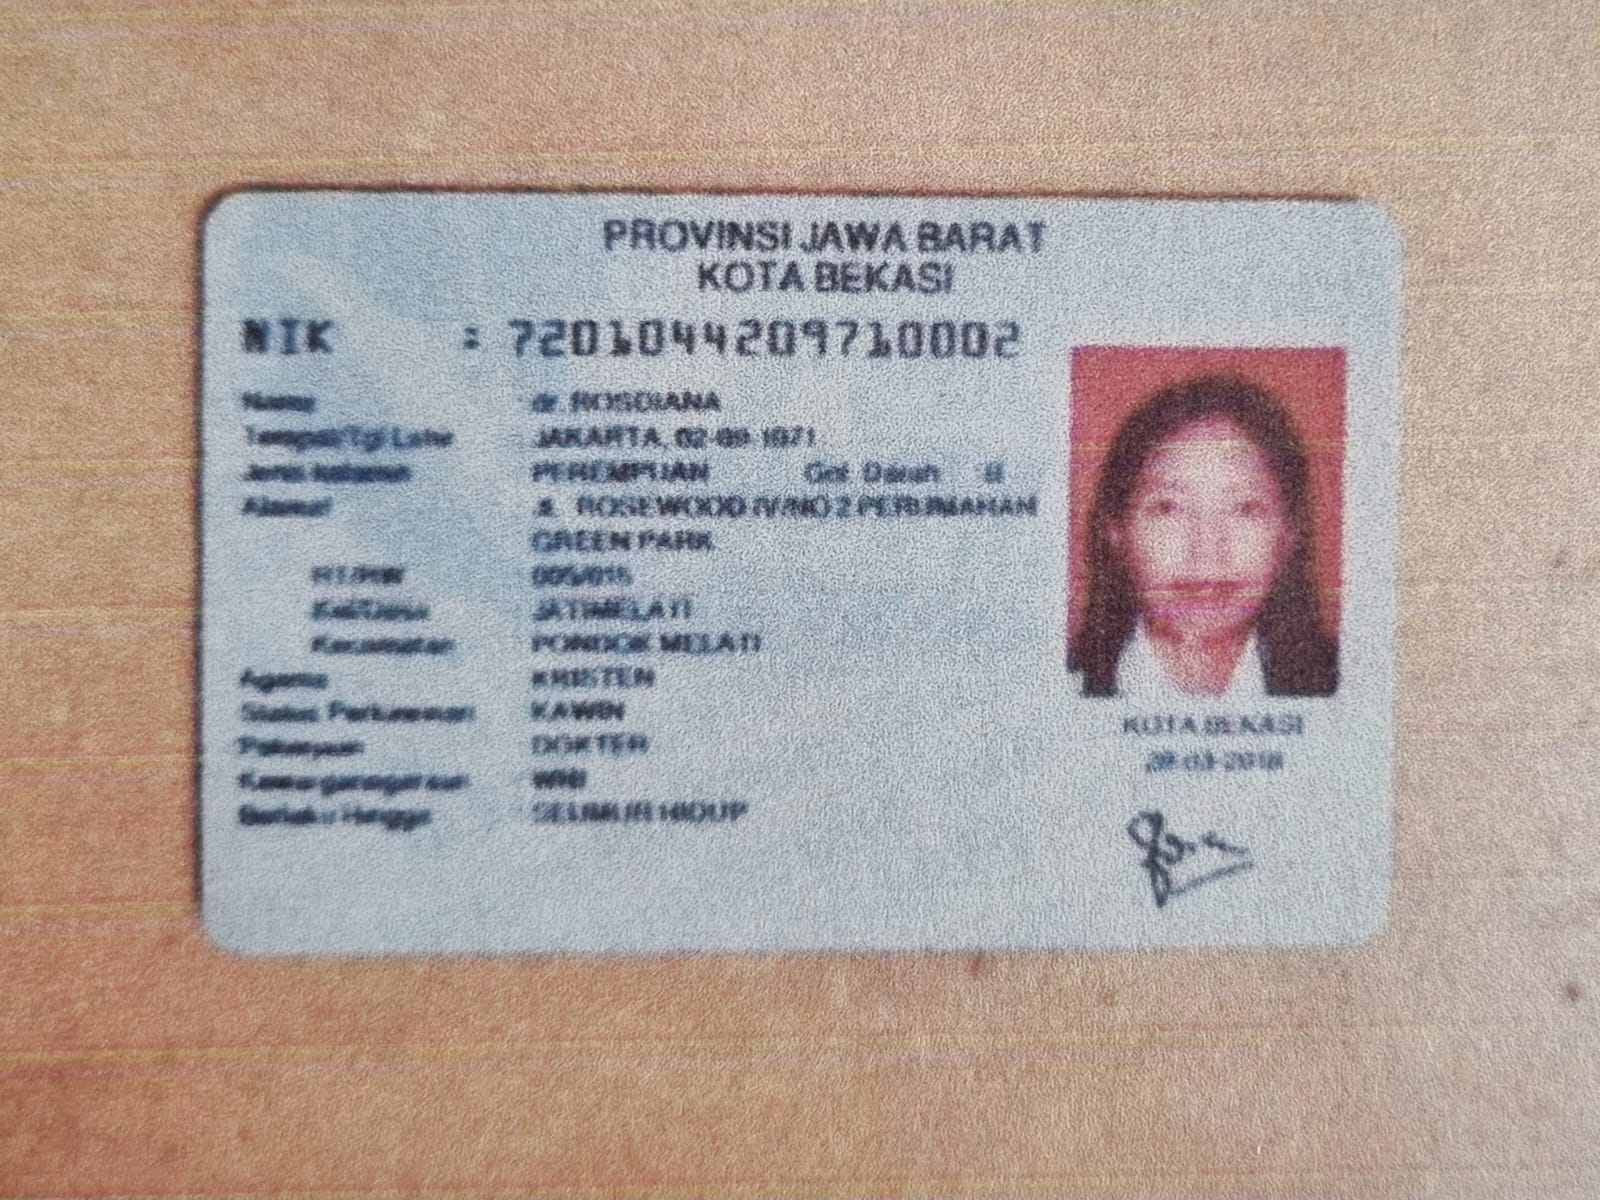 PROVINSI JAWA BARAT
KOTA BEKASI
NIK : 7201044209710002
Nama dr. ROSDIANA
Tempat/Tgl Lahir JAKARTA, 02-09-1971
Jenis Kelamin PEREMPUAN Gol. Darah B
Alamat JL. ROSEWOOD IV/NO 2 PERUMAHAN
GREEN PARK
RT/RW 005/015
Kel/Desa JATIMELATI
Kecamatan PONDOK MELATI
Agama KRISTEN
Status Perkawinan KAWIN
Pekerjaan DOKTER
Kewarganegaraan WNI
Berlaku Hingga SEUMUR HIDUP
KOTA BEKASI